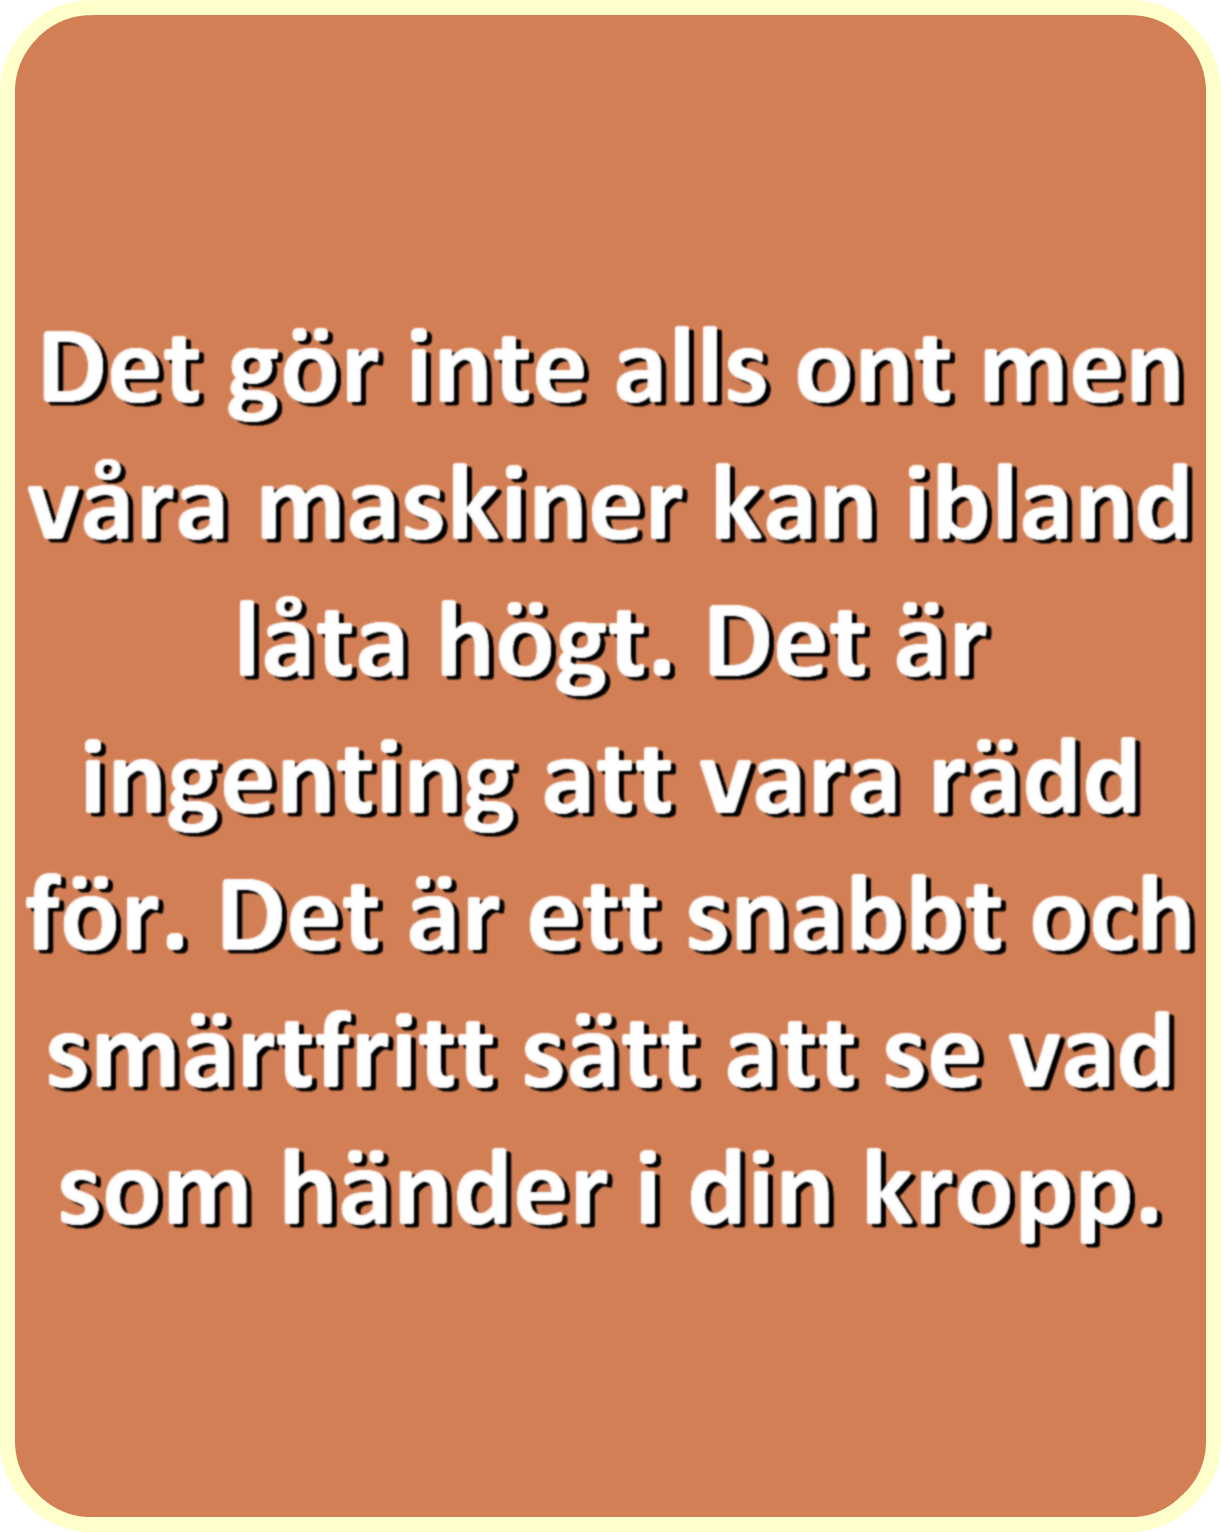 Det gör inte alls ont men
våra maskiner kan ibland
låta högt. Det är
ingenting att vara rädd
för. Det är ett snabbt och
smärtfritt sätt att se vad
som händer i din kropp.